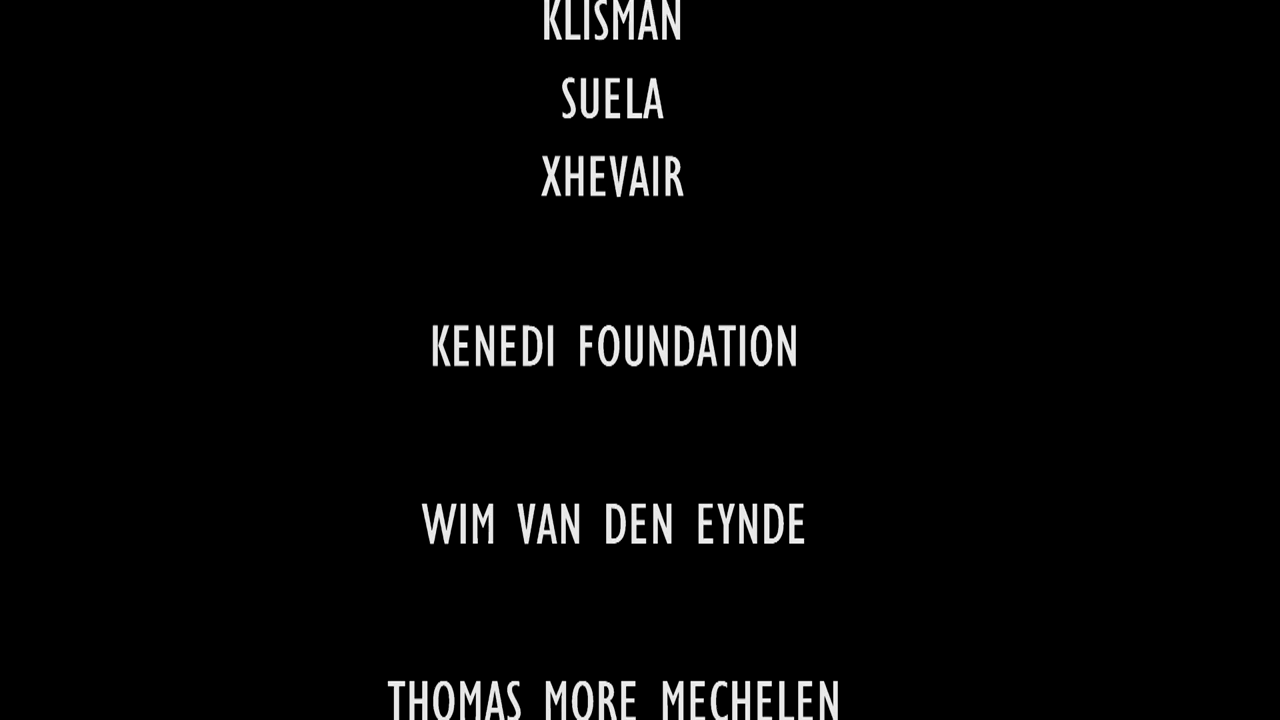 KLISMAN
SUELA
XHEVAIR
KENEDI FOUNDATION
WIM VAN DEN EYNDE
THOMAS MORE MECHELEN